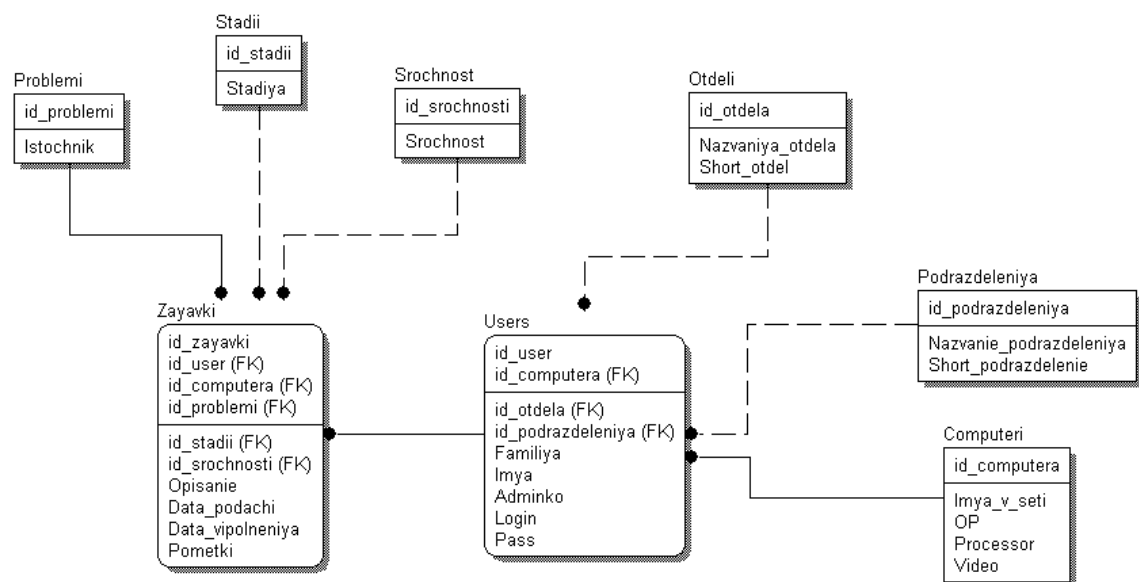 Stadii
id_stadii
Stadiya
Problemi
id_problemi
Istochnik
Srochnost
id_srochnosti
Srochnost
Otdeli
id_otdela
Nazvaniya_otdela
Short_otdel
Podrazdeleniya
id_podrazdeleniya
Nazvanie_podrazdeleniya
Short_podrazdelenie
Zayavki
id_zayavki
id_user (FK)
id_computera (FK)
id_problemi (FK)
id_stadii (FK)
id_srochnosti (FK)
Opisanie
Data_podachi
Data_vipolneniya
Pometki
Users
id_user
id_computera (FK)
id_otdela (FK)
id_podrazdeleniya (FK)
Familiya
Imya
Adminko
Login
Pass
Computeri
id_computera
Imya_v_seti
OP
Processor
Video